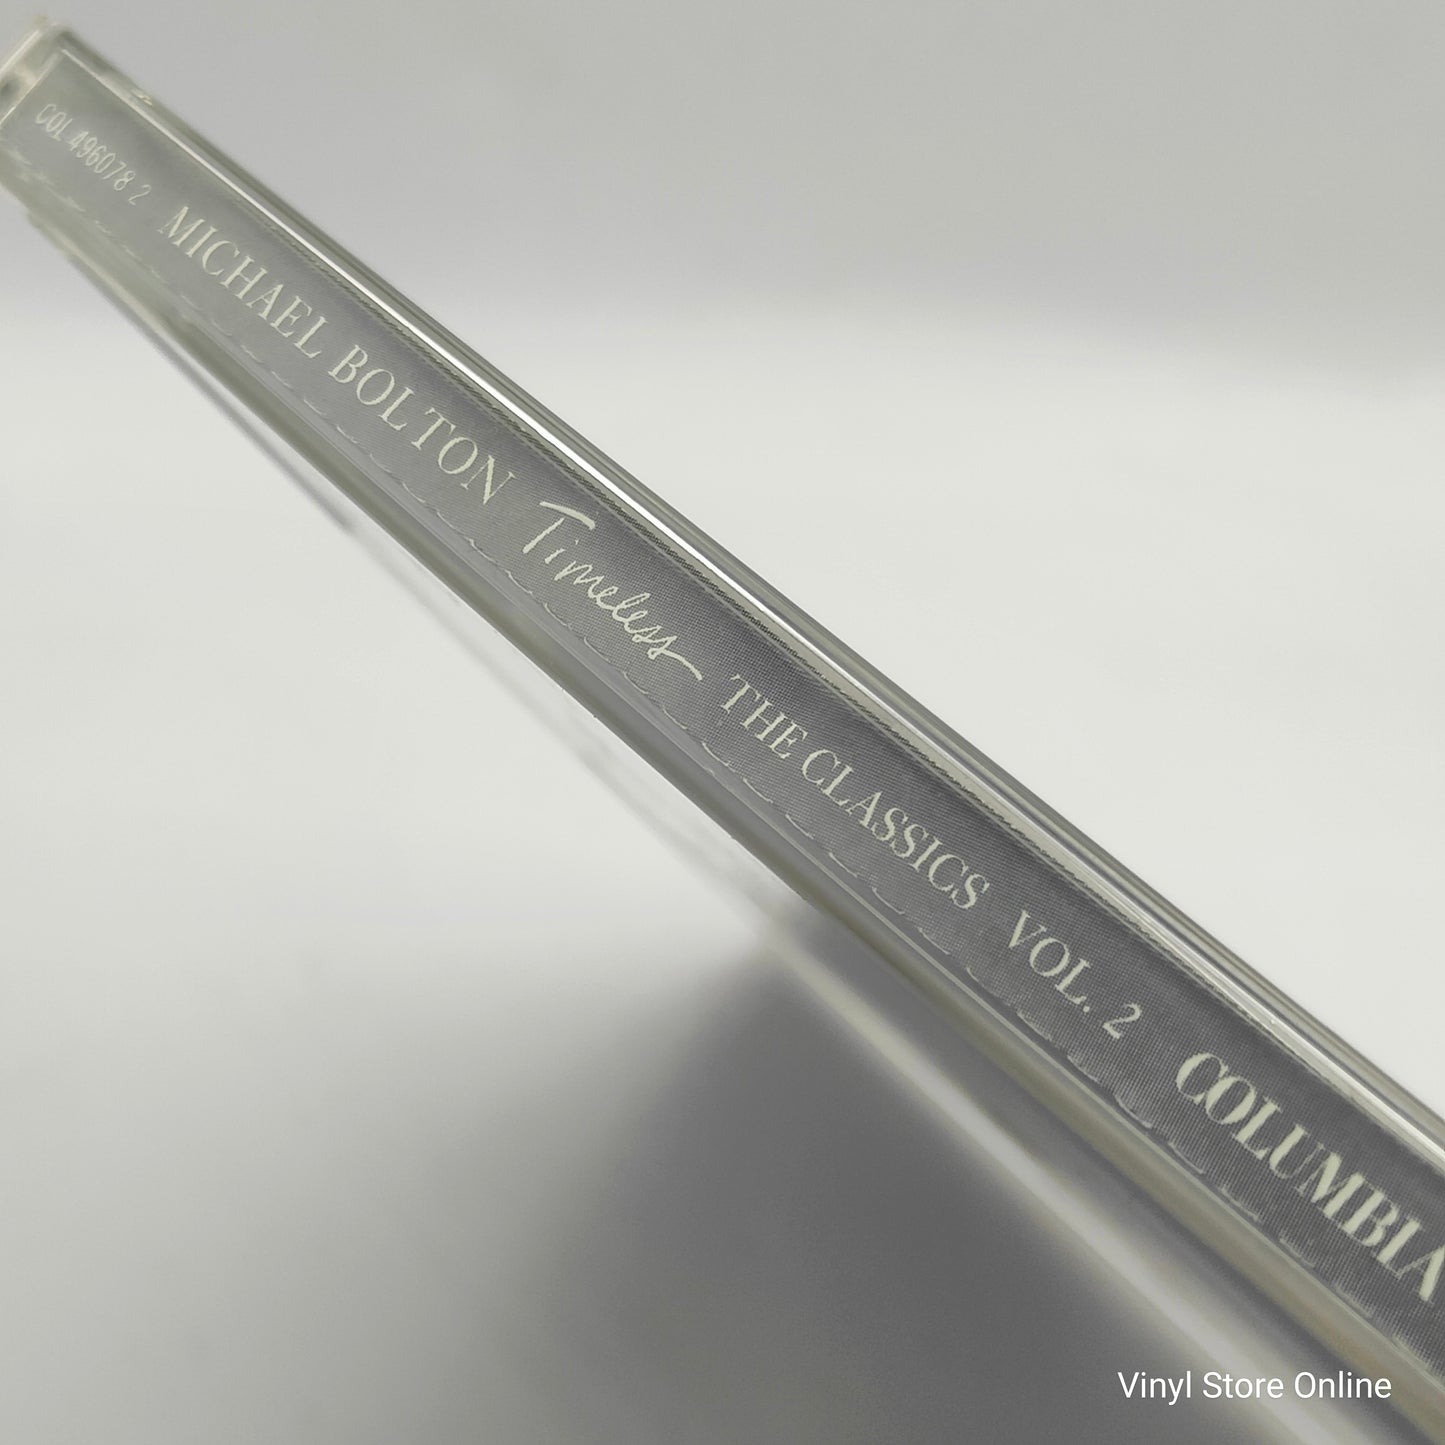 COL 496078 2 MICHAEL BOLTON Timeless THE CLASSICS VOL. 2 COLUMBIA
Vinyl Store Online